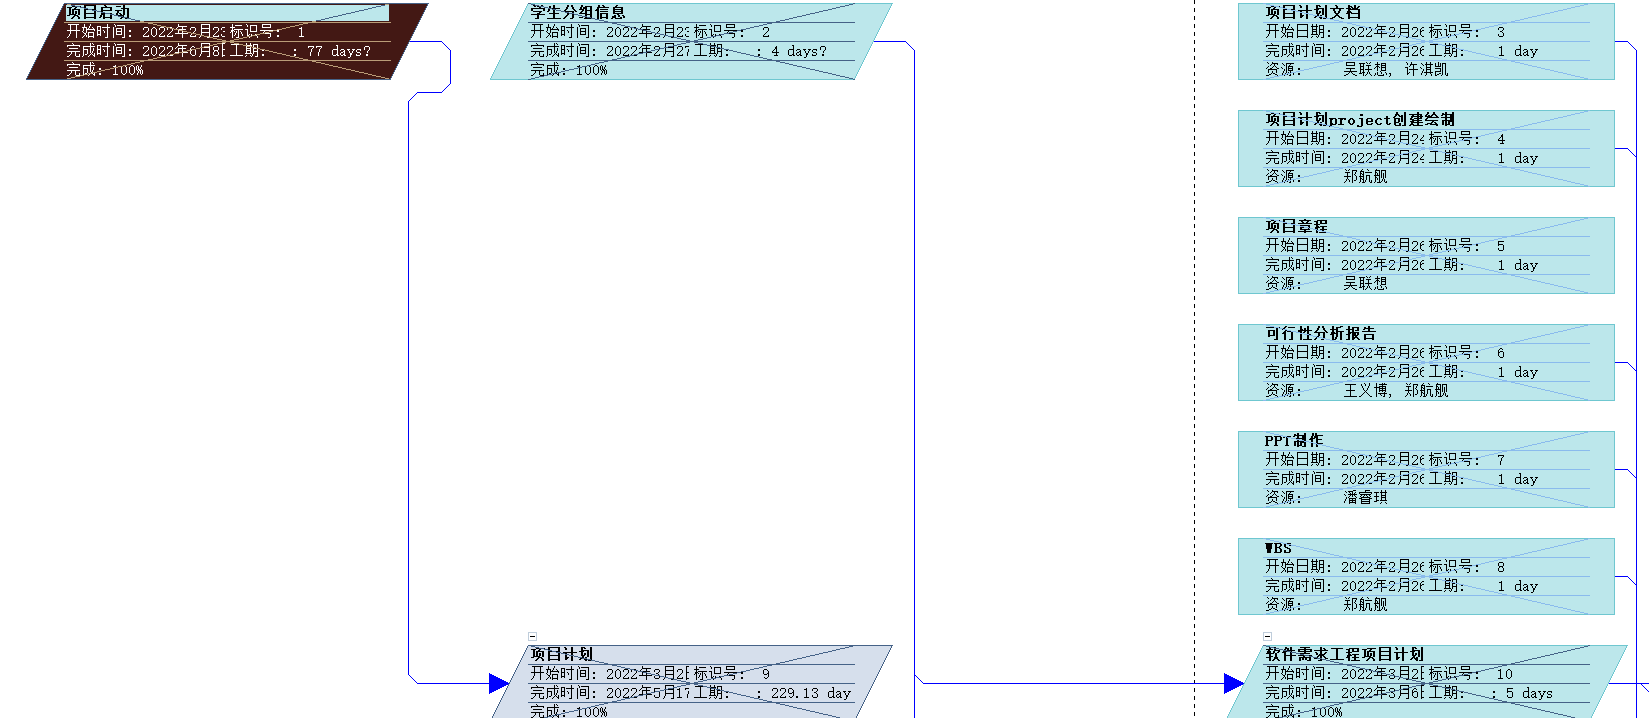 项目启动
开始时间: 2022年2月23 标识号: 1
完成时间: 2022年6月8日 工期: : 77 days?
完成: 100%
学生分组信息
开始时间: 2022年2月23 标识号: 2
完成时间: 2022年2月27 工期: : 4 days?
完成: 100%
项目计划文档
开始日期: 2022年2月26 标识号: 3
完成时间: 2022年2月26 工期: 1 day
资源: 吴联想, 许淇凯
项目计划project创建绘制
开始日期: 2022年2月24 标识号: 4
完成时间: 2022年2月24 工期: 1 day
资源: 郑航舰
项目章程
开始日期: 2022年2月26 标识号: 5
完成时间: 2022年2月26 工期: 1 day
资源: 吴联想
可行性分析报告
开始日期: 2022年2月26 标识号: 6
完成时间: 2022年2月26 工期: 1 day
资源: 王义博, 郑航舰
PPT制作
开始日期: 2022年2月26 标识号: 7
完成时间: 2022年2月26 工期: 1 day
资源: 潘睿琪
WBS
开始日期: 2022年2月26 标识号: 8
完成时间: 2022年2月26 工期: 1 day
资源: 郑航舰
项目计划
开始时间: 2022年3月2日 标识号: 9
完成时间: 2022年5月17 工期: : 229.13 day
完成: 100%
软件需求工程项目计划
开始时间: 2022年3月2日 标识号: 10
完成时间: 2022年3月6日 工期: : 5 days
完成: 100%